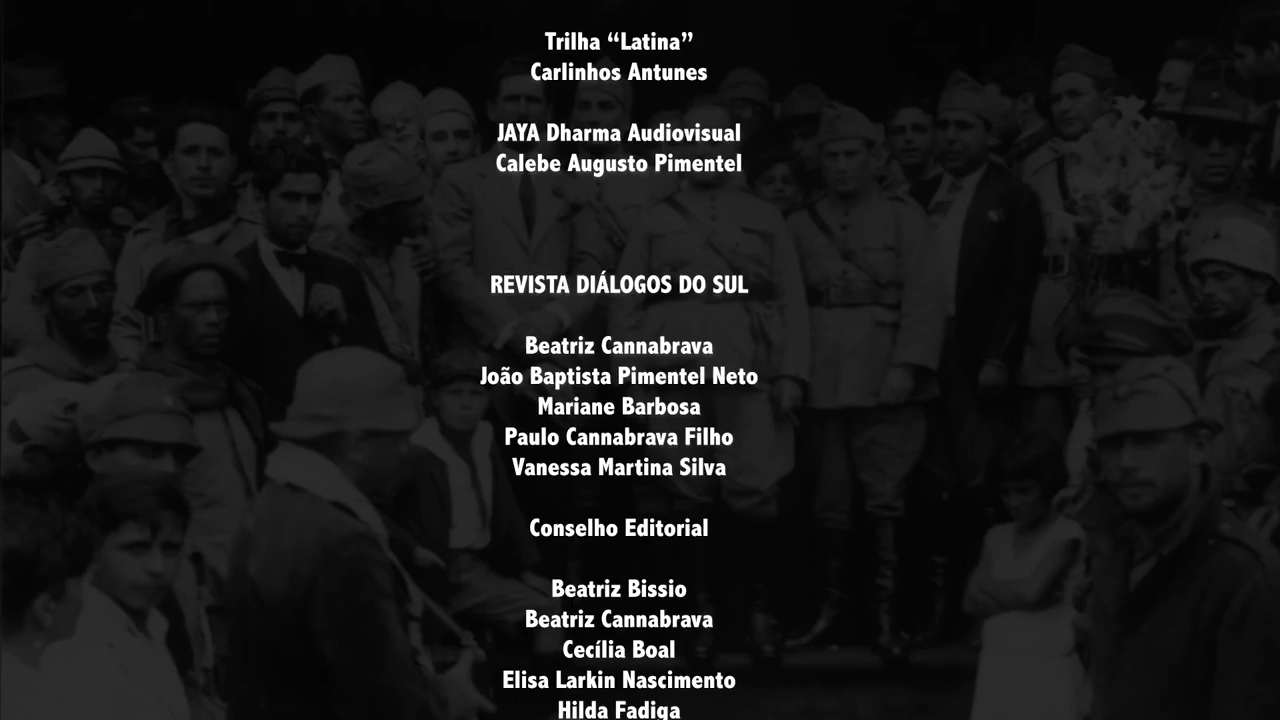 Trilha “Latina”
Carlinhos Antunes
JAYA Dharma Audiovisual
Calebe Augusto Pimentel
REVISTA DIÁLOGOS DO SUL
Beatriz Cannabrava
João Baptista Pimentel Neto
Mariane Barbosa
Paulo Cannabrava Filho
Vanessa Martina Silva
Conselho Editorial
Beatriz Bissio
Beatriz Cannabrava
Cecília Boal
Elisa Larkin Nascimento
Hilda Fadiga